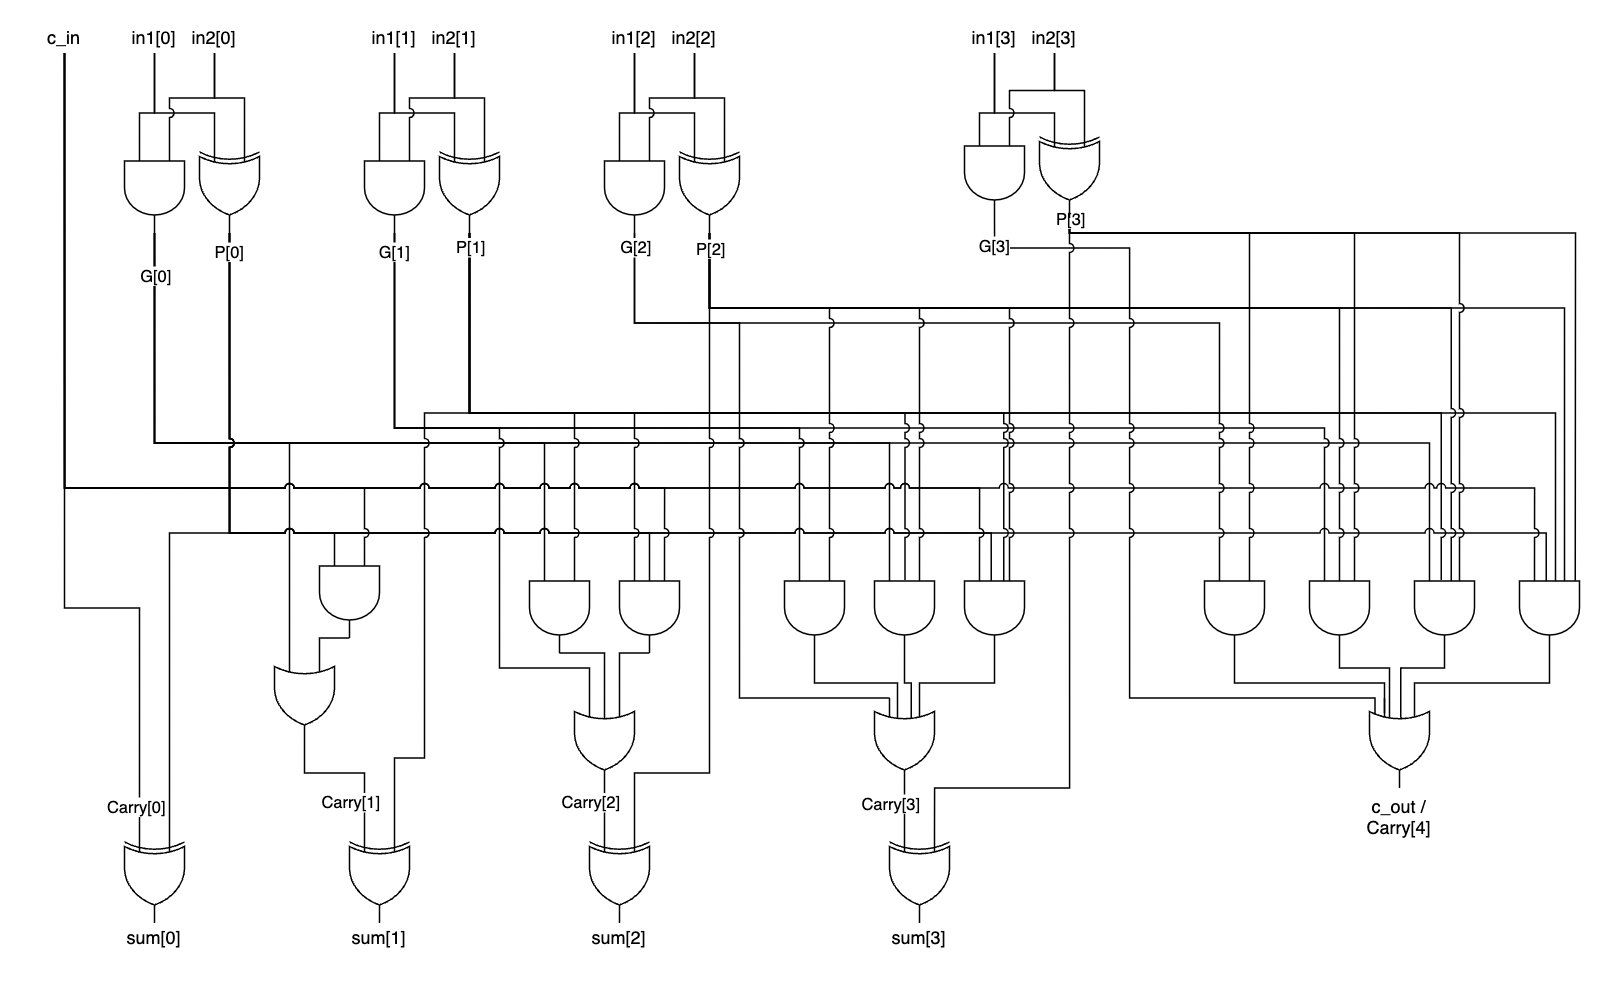 c_in
in1[0]
in2[0]
in1[1]
in2[1]
in1[2]
in2[2]
in1[3]
in2[3]
P[3]
G[0]
P[0]
G[1]
P[1]
G[2]
P[2]
G[3]
Carry[0]
Carry[1]
Carry[2]
Carry[3]
c_out /
Carry[4]
sum[0]
sum[1]
sum[2]
sum[3]